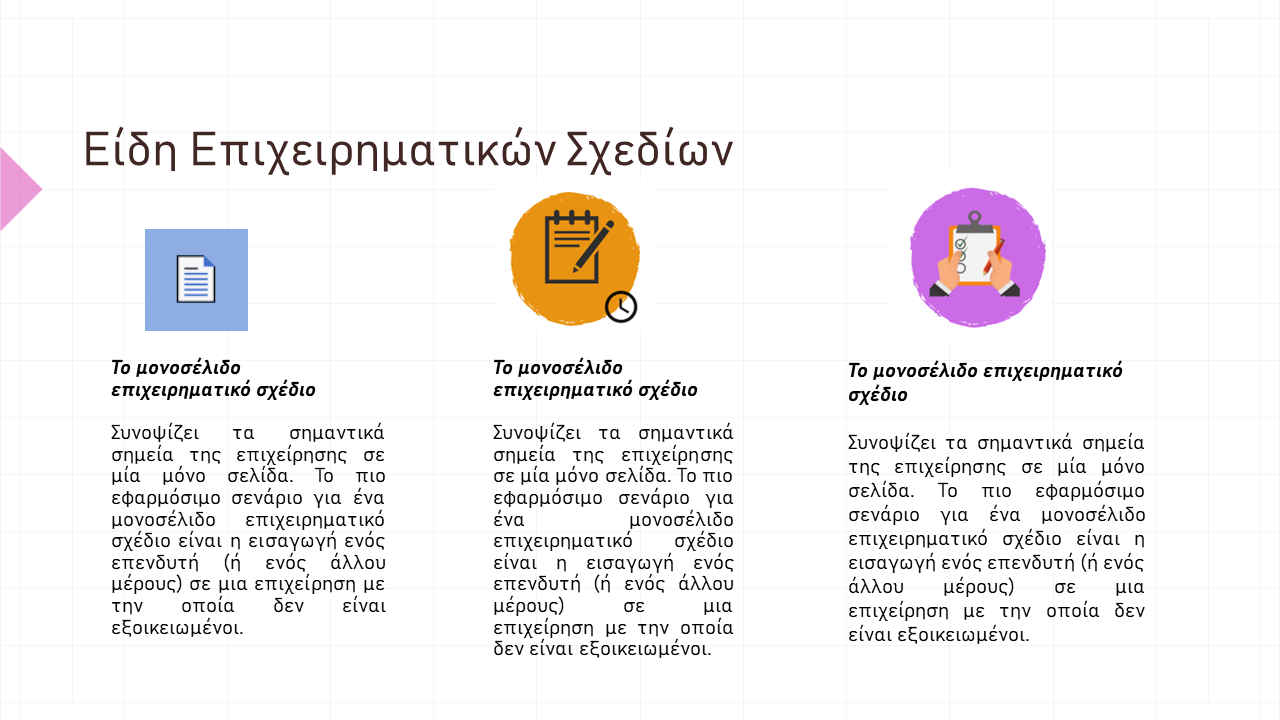 Είδη Επιχειρηματικών Σχεδίων
Το μονοσέλιδο
επιχειρηματικό σχέδιο
Συνοψίζει τα σημαντικά
σημεία της επιχείρησης σε
μία μόνο σελίδα. Το πιο
εφαρμόσιμο σενάριο για ένα
μονοσέλιδο επιχειρηματικό
σχέδιο είναι η εισαγωγή ενός
επενδυτή (ή ενός άλλου
μέρους) σε μια επιχείρηση με
την οποία δεν είναι
εξοικειωμένοι.
Το μονοσέλιδο
επιχειρηματικό σχέδιο
Συνοψίζει τα σημαντικά
σημεία της επιχείρησης
σε μία μόνο σελίδα. Το πιο
εφαρμόσιμο σενάριο για
ένα μονοσέλιδο
επιχειρηματικό σχέδιο
είναι η εισαγωγή ενός
επενδυτή (ή ενός άλλου
μέρους) σε μια
επιχείρηση με την οποία
δεν είναι εξοικειωμένοι.
Το μονοσέλιδο επιχειρηματικό
σχέδιο
Συνοψίζει τα σημαντικά σημεία
της επιχείρησης σε μία μόνο
σελίδα. Το πιο εφαρμόσιμο
σενάριο για ένα μονοσέλιδο
επιχειρηματικό σχέδιο είναι η
εισαγωγή ενός επενδυτή (ή ενός
άλλου μέρους) σε μια
επιχείρηση με την οποία δεν
είναι εξοικειωμένοι.